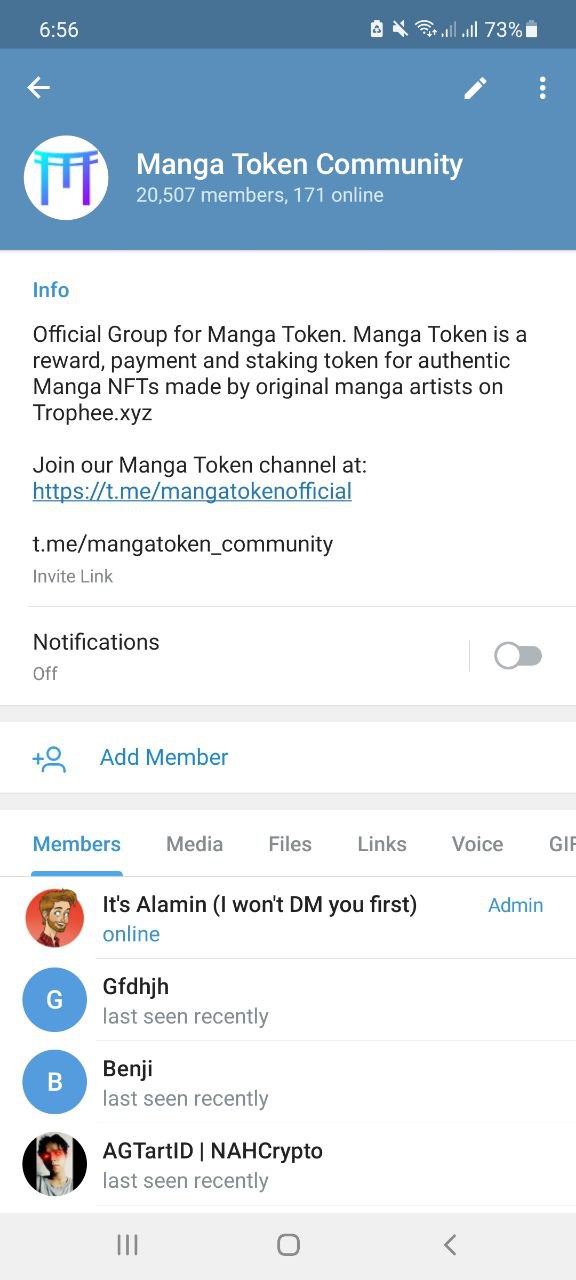 6:56
73%
Manga Token Community
20,507 members, 171 online
Info
Official Group for Manga Token. Manga Token is a
reward, payment and staking token for authentic
Manga NFTs made by original manga artists on
Trophee.xyz
Join our Manga Token channel at:
https://t.me/mangatokenofficial
t.me/mangatoken_community
Invite Link
Notifications
Off
Add Member
Members Media Files Links Voice GIF
It's Alamin (I won't DM you first) Admin
online
G Gfdhjh
last seen recently
B Benji
last seen recently
AGTartID | NAHCrypto
last seen recently